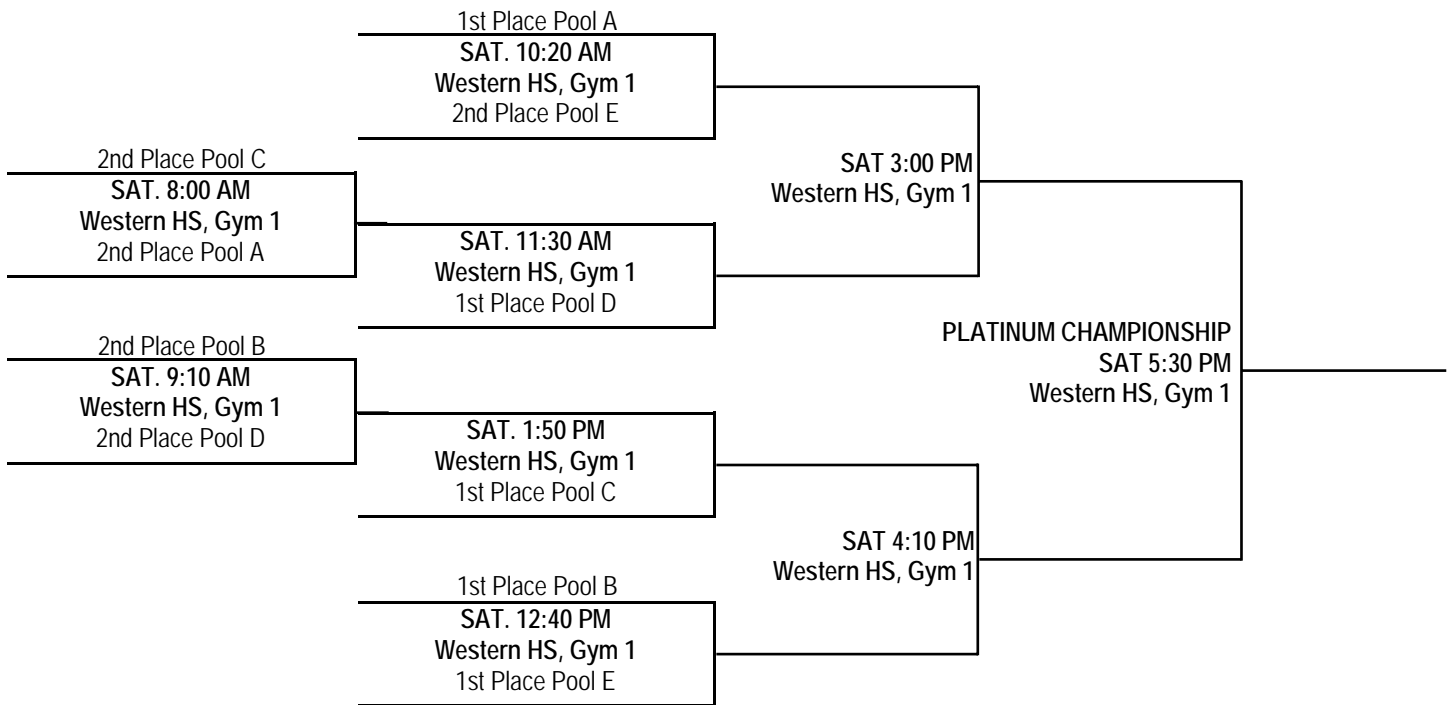 1st Place Pool A
SAT. 10:20 AM
Western HS, Gym 1
2nd Place Pool E
2nd Place Pool C
SAT. 8:00 AM
Western HS, Gym 1
2nd Place Pool A
SAT 3:00 PM
Western HS, Gym 1
SAT. 11:30 AM
Western HS, Gym 1
1st Place Pool D
2nd Place Pool B
SAT. 9:10 AM
Western HS, Gym 1
2nd Place Pool D
PLATINUM CHAMPIONSHIP
SAT 5:30 PM
Western HS, Gym 1
SAT. 1:50 PM
Western HS, Gym 1
1st Place Pool C
SAT 4:10 PM
Western HS, Gym 1
1st Place Pool B
SAT. 12:40 PM
Western HS, Gym 1
1st Place Pool E